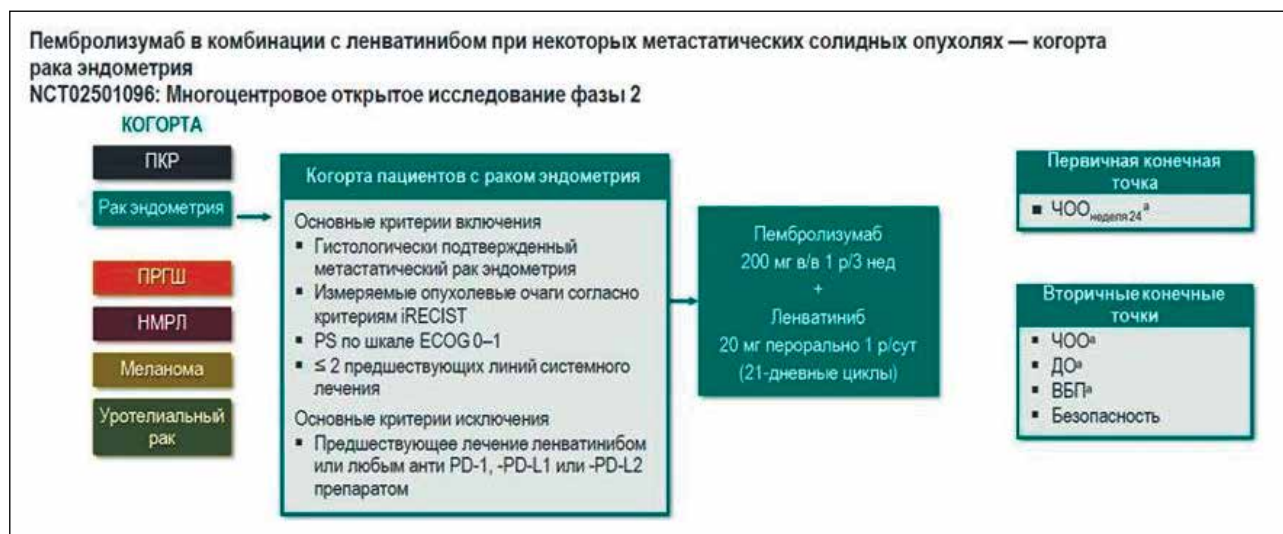 Пембролизумаб в комбинации с ленватинибом при некоторых метастатических солидных опухолях — когорта
рака эндометрия
NCT02501096: Многоцентровое открытое исследование фазы 2
КОГОРТА
ПКР
Рак эндометрия
ПРГШ
НМРЛ
Меланома
Уротелиальный
рак
Когорта пациентов с раком эндометрия
Основные критерии включения
▪ Гистологически подтвержденный
метастатический рак эндометрия
▪ Измеряемые опухолевые очаги согласно
критериям iRECIST
▪ PS по шкале ECOG 0–1
▪ ≤ 2 предшествующих линий системного
лечения
Основные критерии исключения
▪ Предшествующее лечение ленватинибом
или любым анти PD-1, -PD-L1 или -PD-L2
препаратом
Пембролизумаб
200 мг в/в 1 р/3 нед
+
Ленватиниб
20 мг перорально 1 р/сут
(21-дневные циклы)
Первичная конечная
точка
▪ ЧОО неделя 24 a
Вторичные конечные
точки
▪ ЧООa
▪ ДОa
▪ ВБПa
▪ Безопасность